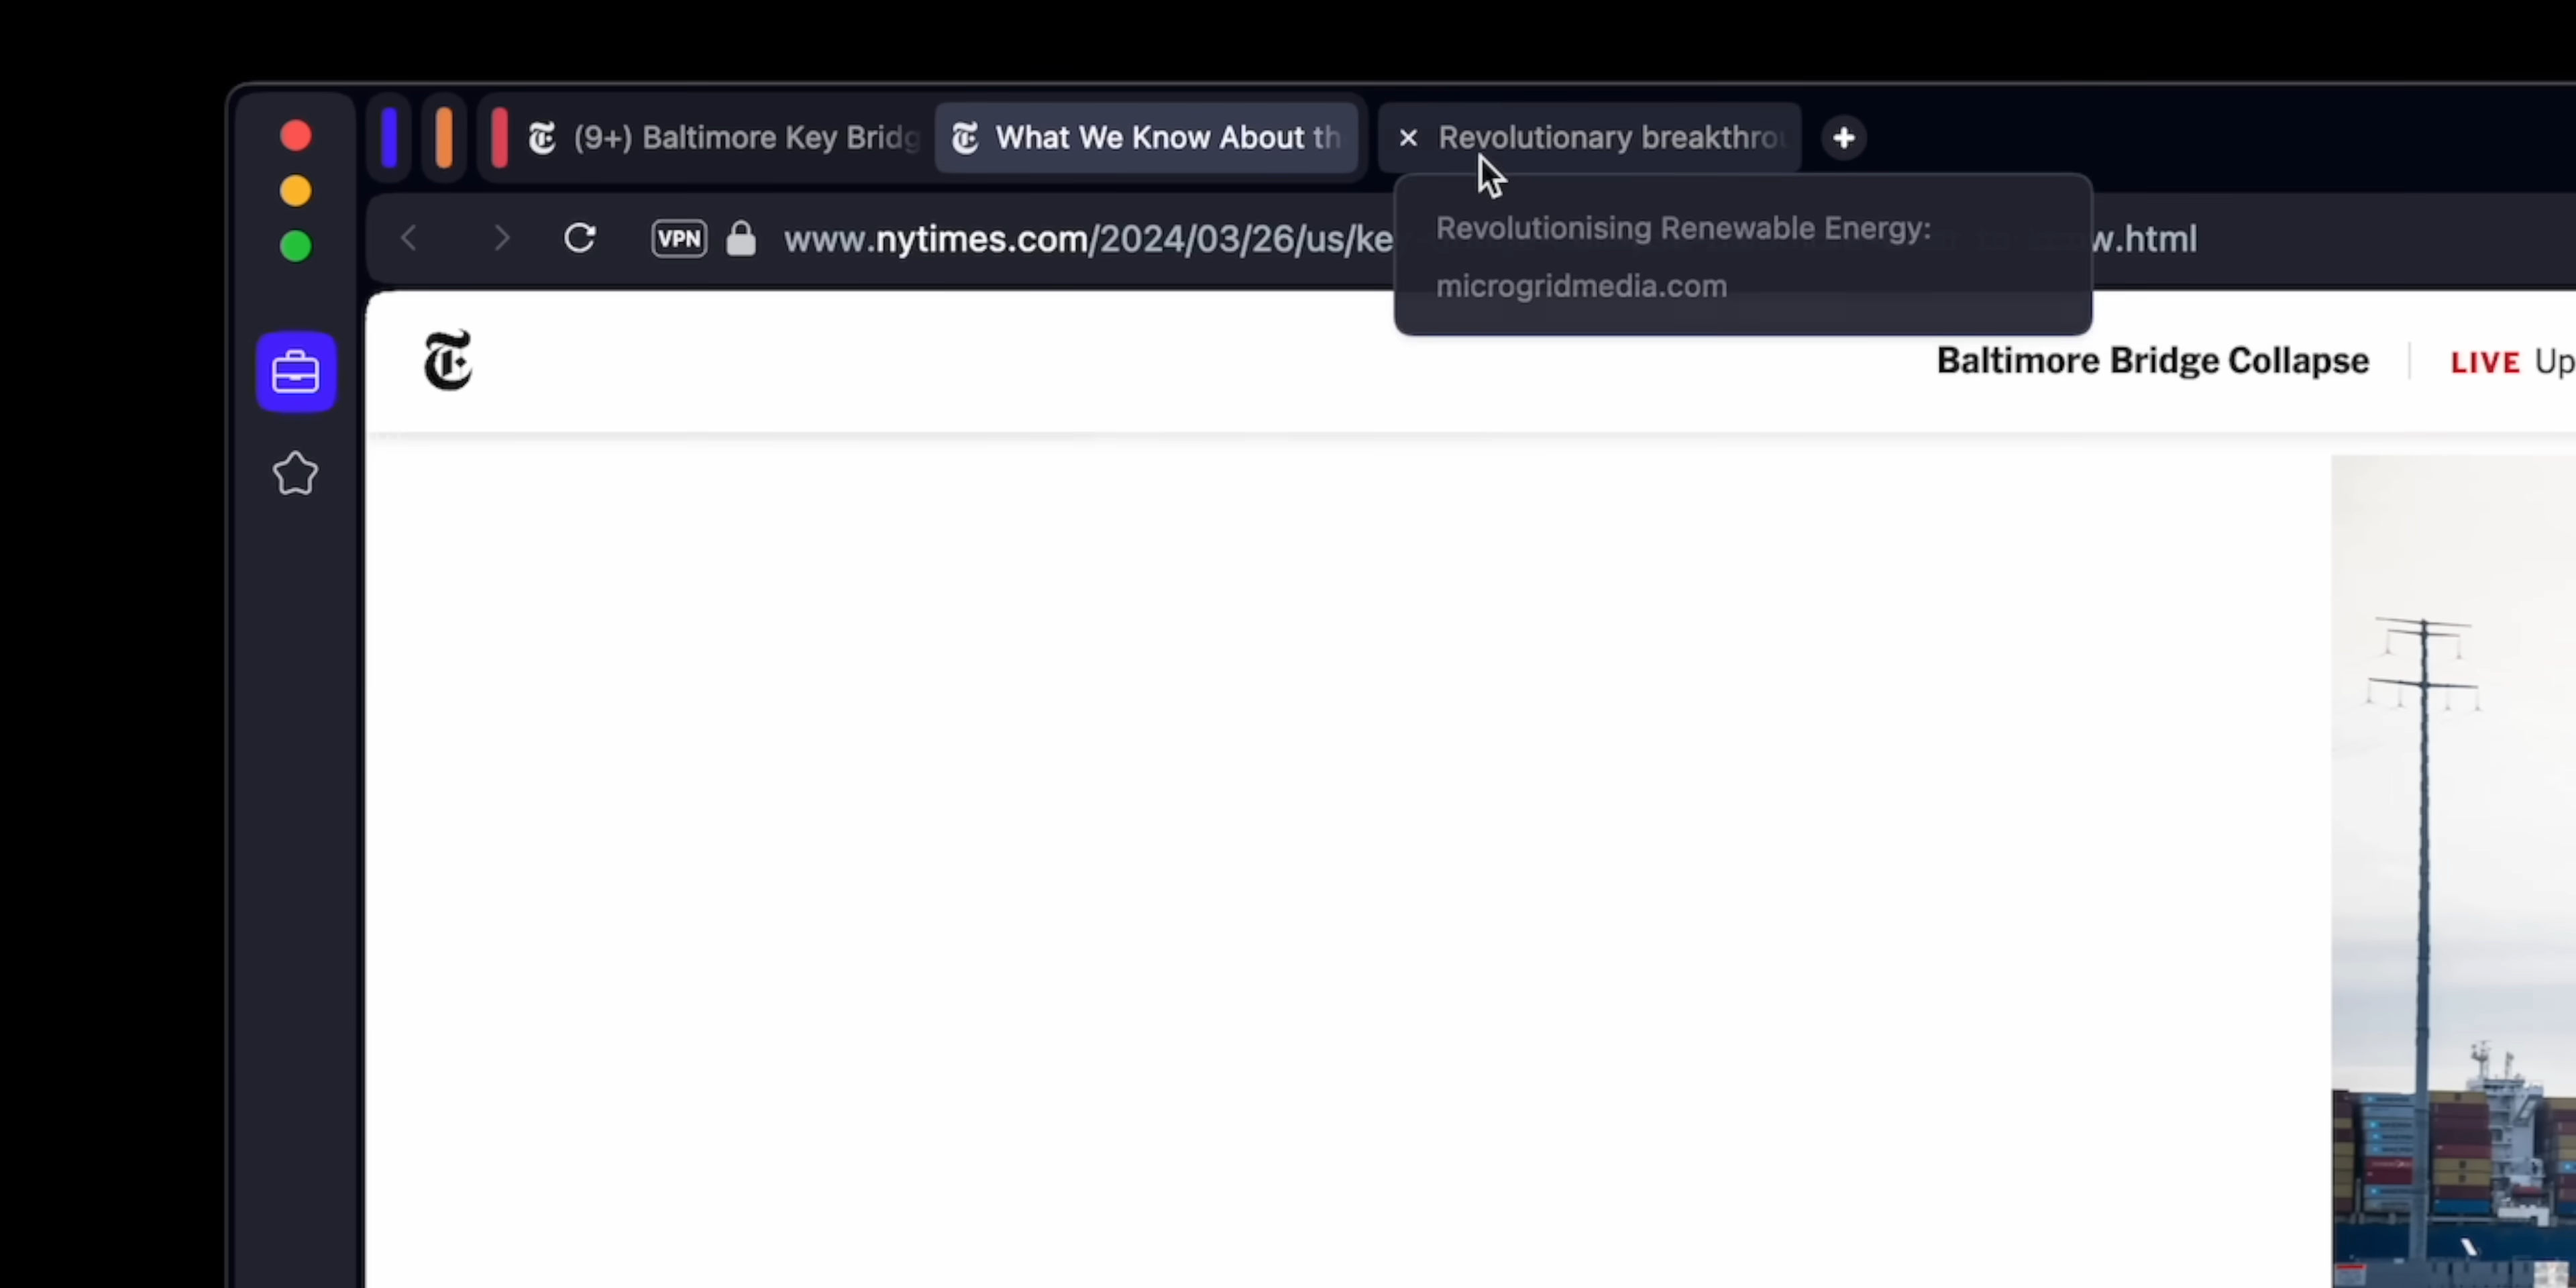 (9+) Baltimore Key Bridg
What We Know About th
Revolutionary breakthrou
VPN
www.nytimes.com/2024/03/26/us/ke
w.html
Revolutionising Renewable Energy:
microgridmedia.com
Baltimore Bridge Collapse
LIVE Up